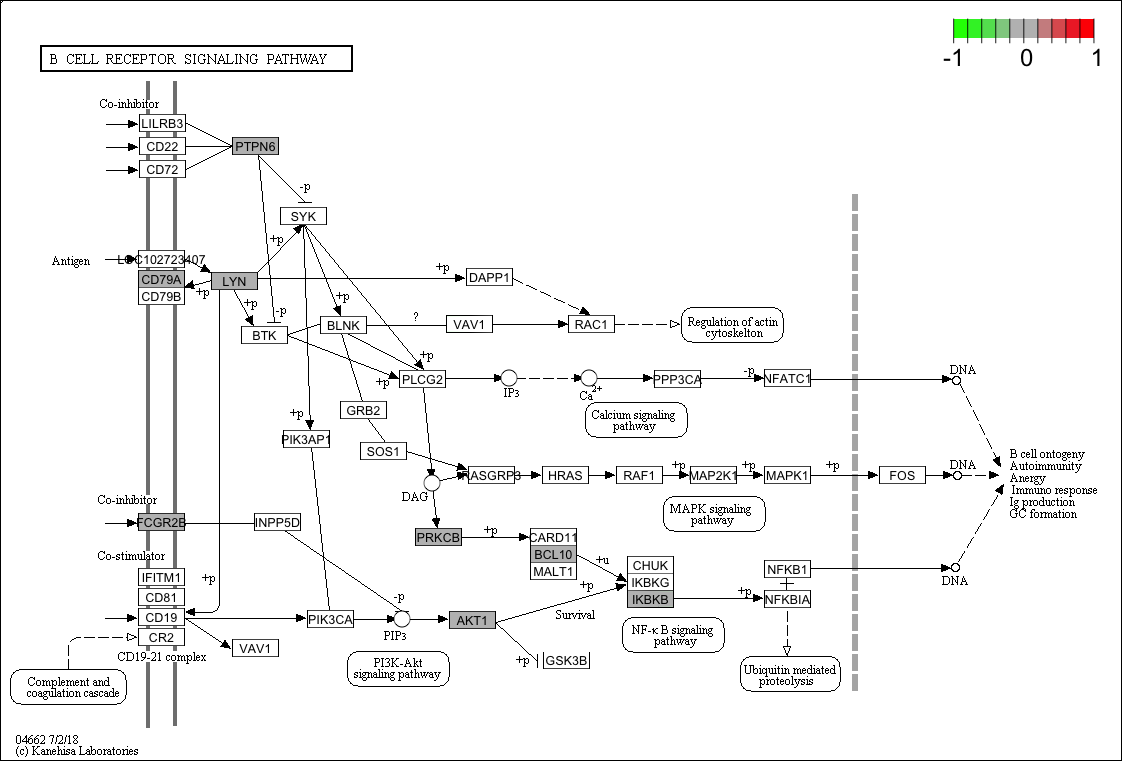 -1 0 1
B CELL RECEPTOR SIGNALING PATHWAY
Co-inhibitor
LILRB3
CD22
PTPN6
CD72
-p
SYK
+p
Antigen
LOC102723407
CD79A
LYN
+p
DAPP1
CD79B
+p
+p
+p
-p
BTK
BLNK
?
VAV1
RAC1
Regulation of actin
cytoskelton
+p
+p
PLCG2
IP3
Ca2+
PPP3CA
-p
NFATC1
DNA
Calcium signaling
pathway
GRB2
+p
PIK3AP1
SOS1
RASGRP3
HRAS
RAF1
+p
MAP2K1
+p
MAPK1
+p
FOS
DNA
B cell ontogeny
Autoimmunity
Anergy
Immuno response
Ig production
GC formation
DAG
MAPK signaling
pathway
Co-inhibitor
FCGR2B
INPP5D
PRKCB
+p
CARD11
BCL10
MALT1
+u
Co-stimulator
IFITM1
+p
CHUK
IKBKG
IKBKB
+p
+p
NFKB1
NFKBIA
DNA
CD81
CD19
CR2
CD19-21 complex
VAV1
PIK3CA
-p
PIP3
AKT1
Survival
+p
GSK3B
NF-κ B signaling
pathway
PI3K-Akt
signaling pathway
Ubiquitin mediated
proteolysis
Complement and
coagulation cascade
04662 7/2/18
(c) Kanehisa Laboratories